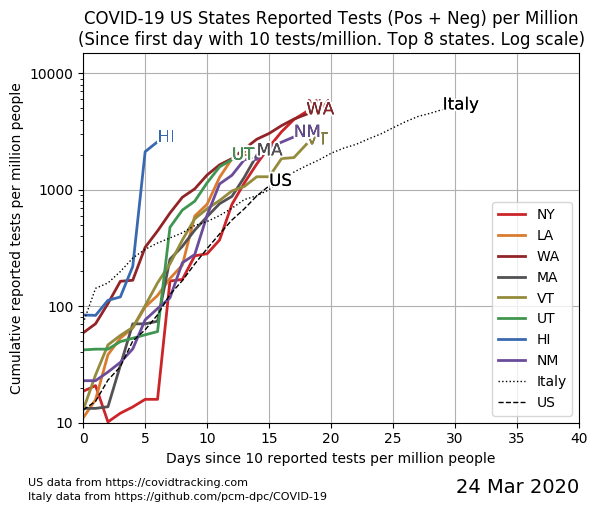 COVID-19 US States Reported Tests (Pos + Neg) per Million
(Since first day with 10 tests/million. Top 8 states. Log scale)
Cumulative reported tests per million people
10000
1000
100
10
HI
UT
MA
US
NM
VT
WA
Italy
NY
LA
WA
MA
VT
UT
HI
NM
Italy
US
0 5 10 15 20 25 30 35 40
Days since 10 reported tests per million people
US data from https://covidtracking.com
Italy data from https://github.com/pcm-dpc/COVID-19
24 Mar 2020